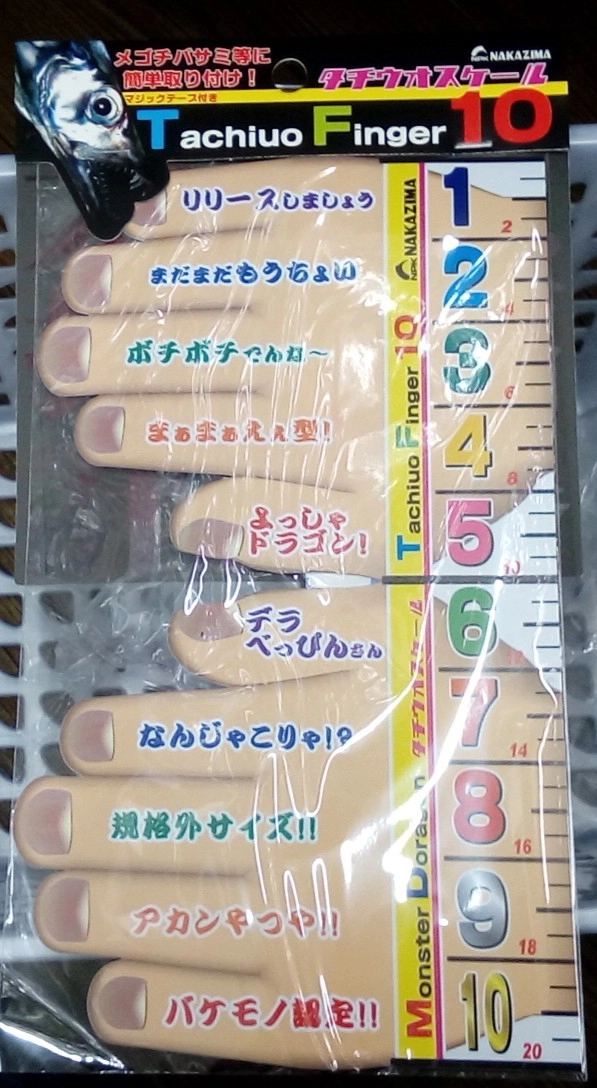 メゴチバサミ等に
簡単取り付け!
マジックテープ付き
NPK NAKAZIMA
タチウオスケール
Tachiuo Finger 10
リリースしましょう
まだまだもうちょい
ボチボチでんな～
まぁまぁええ型!
よっしゃ
ドラゴン!
デラ
べっぴんさん
なんじゃこりゃ!?
規格外サイズ!!
アカンやつや!!
バケモノ認定!!
NPK NAKAZIMA
Tachiuo Finger 10
タチウオスケール
Monster Doragon
1
2
2
4
3
6
4
8
5
10
6
7
14
8
16
9
18
10
20